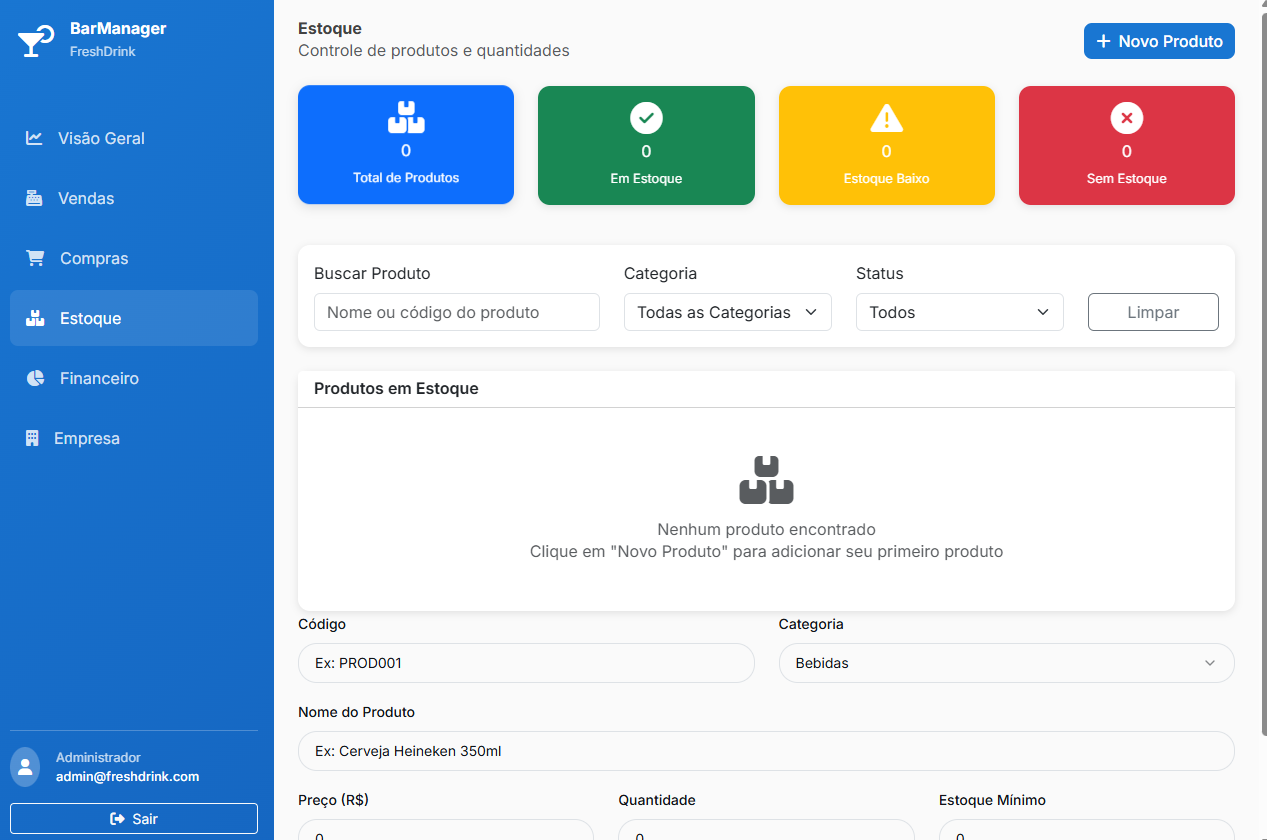 BarManager
FreshDrink
Visão Geral
Vendas
Compras
Estoque
Financeiro
Empresa
Administrador
admin@freshdrink.com
Sair
Estoque
Controle de produtos e quantidades
Novo Produto
0
Total de Produtos
0
Em Estoque
0
Estoque Baixo
0
Sem Estoque
Buscar Produto
Nome ou código do produto
Categoria
Todas as Categorias
Status
Todos
Limpar
Produtos em Estoque
Nenhum produto encontrado
Clique em "Novo Produto" para adicionar seu primeiro produto
Código
Ex: PROD001
Categoria
Bebidas
Nome do Produto
Ex: Cerveja Heineken 350ml
Preço (R$)
0
Quantidade
0
Estoque Mínimo
0